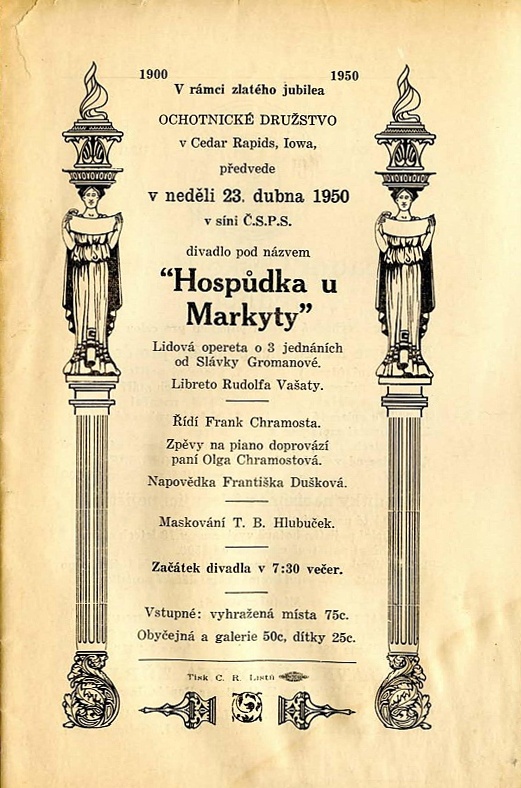 1900 1950
V rámci zlatého jubilea
OCHOTNICKÉ DRUŽSTVO
v Cedar Rapids, Iowa,
předvede
v neděli 23. dubna 1950
v síni Č.S.P.S.
divadlo pod názvem
“Hospůdka u
Markyty”
Lidová opereta o 3 jednáních
od Slávky Gromanové.
Libreto Rudolfa Vašaty.
Řídí Frank Chramosta.
Zpěvy na piano doprovází
paní Olga Chramostová.
Napovědka Františka Dušková.
Maskování T. B. Hlubuček.
Začátek divadla v 7:30 večer.
Vstupné: vyhražená místa 75c.
Obyčejná a galerie 50c, dítky 25c.
Tisk C. R. Listů